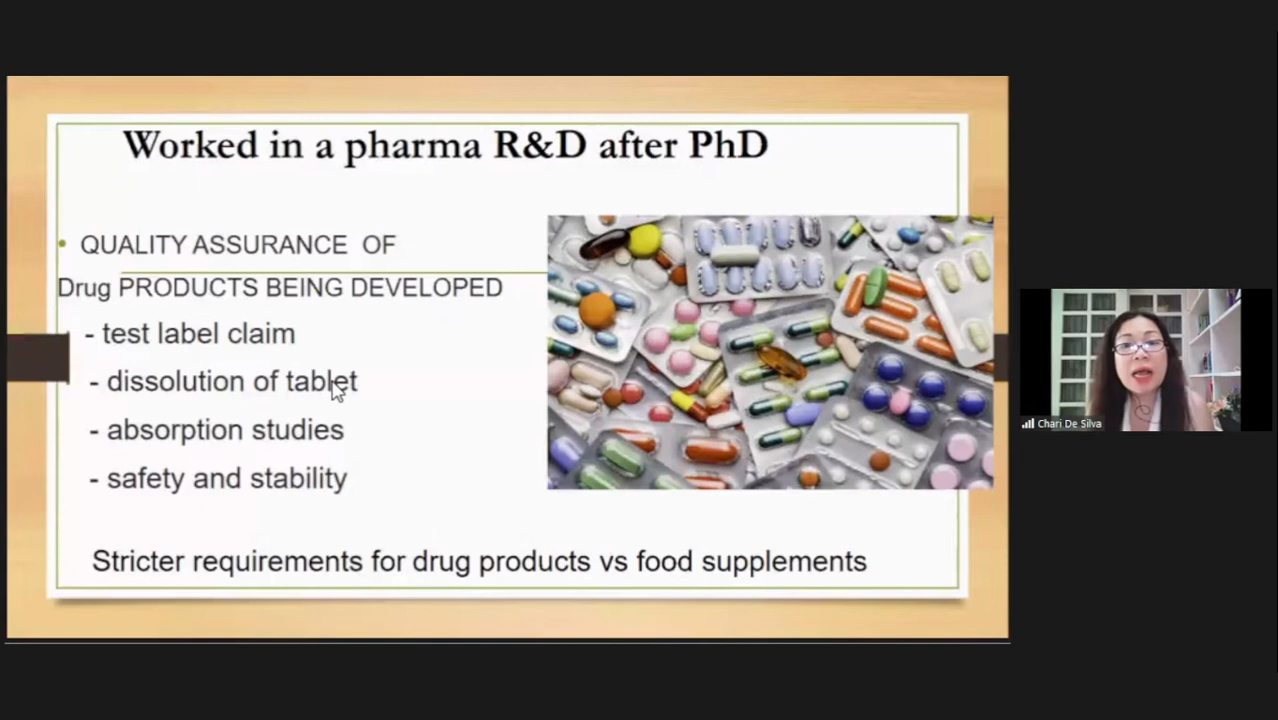 Worked in a pharma R&D after PhD
• QUALITY ASSURANCE OF
Drug PRODUCTS BEING DEVELOPED
- test label claim
- dissolution of tablet
- absorption studies
- safety and stability
Stricter requirements for drug products vs food supplements
Chari De Silva